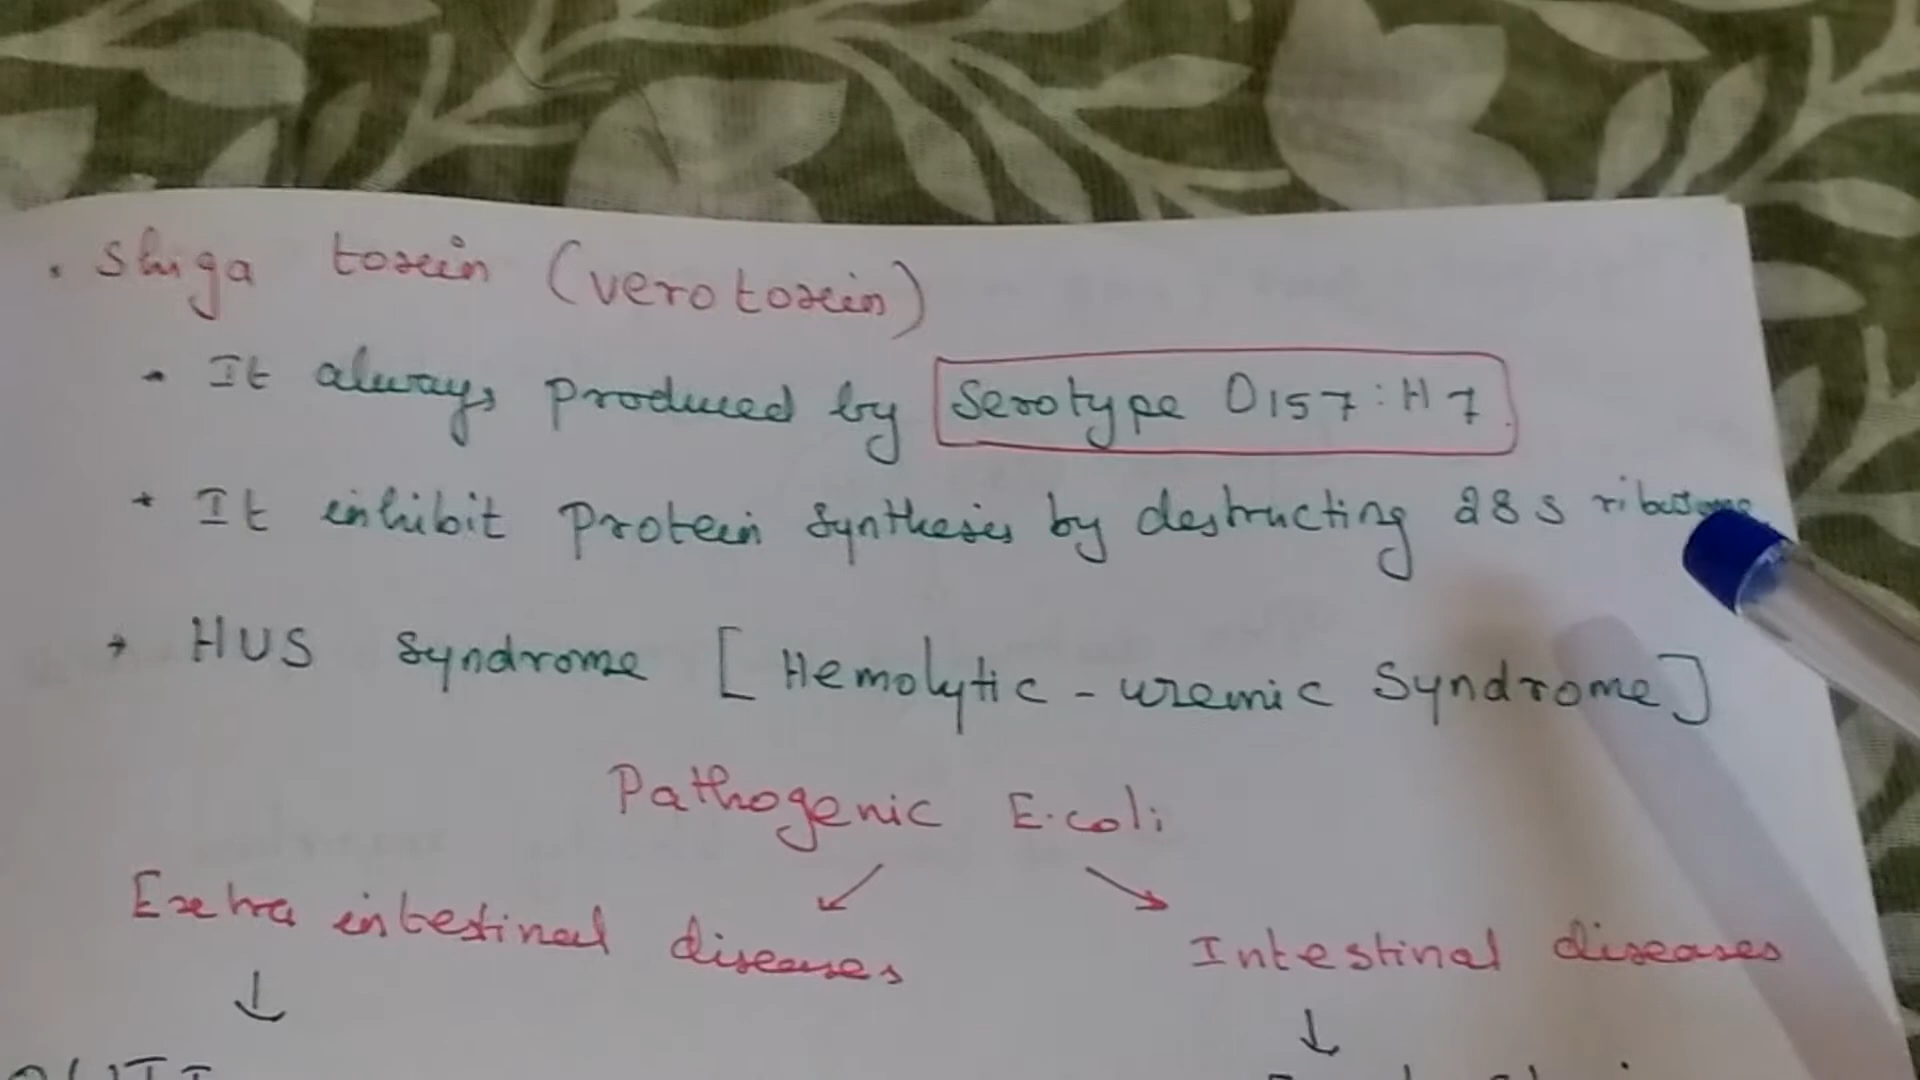 . Shiga toxin (verotoxin)
- It always produced by Serotype O157:H7
* It inhibit protein synthesis by destructing 28 S ribosome
→ HUS syndrome [Hemolytic-uremic Syndrome]
Pathogenic E.coli
↙ ↘
Extra intestinal diseases
Intestinal diseases
↓ ↓